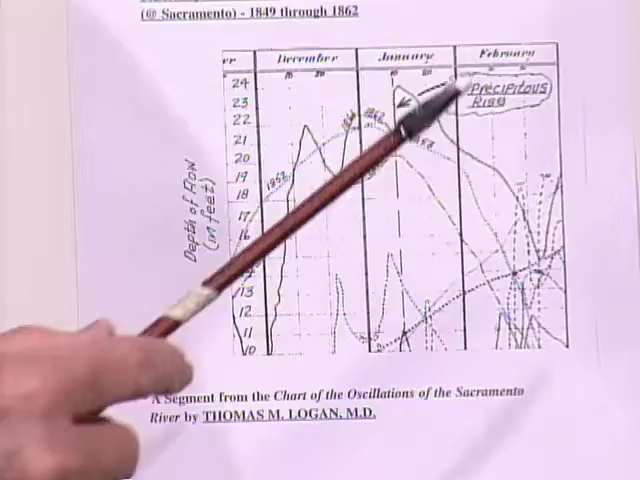 (@ Sacramento) - 1849 through 1862
er December January February
24
23
22
21
20
19
18
17
16
14
13
12
11
10
Depth of Flow
(in feet)
PRECIPITOUS
RISE
1862
A Segment from the Chart of the Oscillations of the Sacramento
River by THOMAS M. LOGAN, M.D.